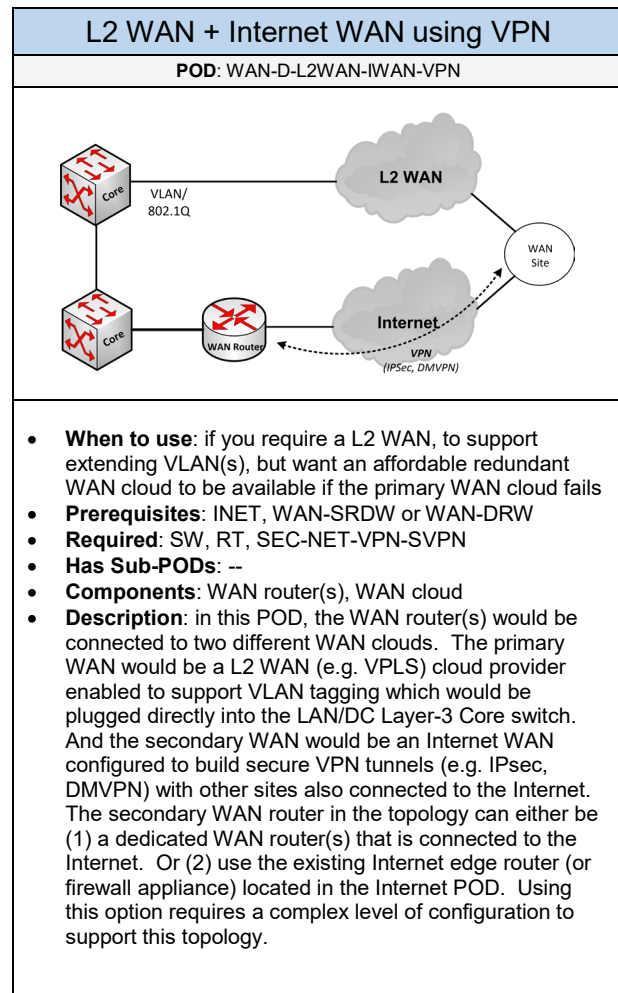 L2 WAN + Internet WAN using VPN
POD: WAN-D-L2WAN-IWAN-VPN
Core
VLAN/
802.1Q
L2 WAN
WAN
Site
Core
WAN Router
Internet
VPN
(IPSec, DMVPN)
• When to use: if you require a L2 WAN, to support
extending VLAN(s), but want an affordable redundant
WAN cloud to be available if the primary WAN cloud fails
• Prerequisites: INET, WAN-SRDW or WAN-DRW
• Required: SW, RT, SEC-NET-VPN-SVPN
• Has Sub-PODs: --
• Components: WAN router(s), WAN cloud
• Description: in this POD, the WAN router(s) would be
connected to two different WAN clouds. The primary
WAN would be a L2 WAN (e.g. VPLS) cloud provider
enabled to support VLAN tagging which would be
plugged directly into the LAN/DC Layer-3 Core switch.
And the secondary WAN would be an Internet WAN
configured to build secure VPN tunnels (e.g. IPsec,
DMVPN) with other sites also connected to the Internet.
The secondary WAN router in the topology can either be
(1) a dedicated WAN router(s) that is connected to the
Internet. Or (2) use the existing Internet edge router (or
firewall appliance) located in the Internet POD. Using
this option requires a complex level of configuration to
support this topology.